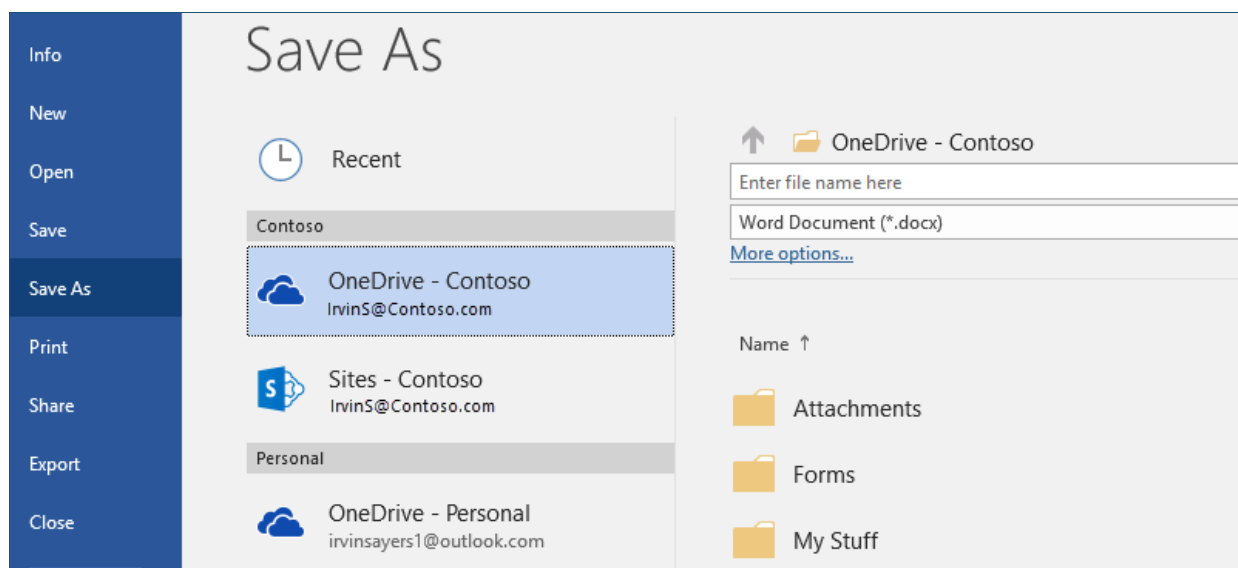 Info
New
Open
Save
Save As
Print
Share
Export
Close
Save As
Recent
Contoso
OneDrive - Contoso
IrvinS@Contoso.com
S
Sites - Contoso
IrvinS@Contoso.com
Personal
OneDrive - Personal
irvinsayers1@outlook.com
OneDrive - Contoso
Enter file name here
Word Document (*.docx)
More options...
Name ↑
Attachments
Forms
My Stuff